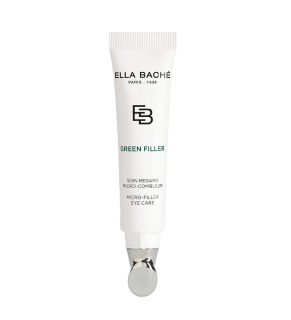 ELLA BACHÉ
PARIS . 1936
EB
GREEN FILLER
SOIN REGARD
MICRO-COMBLEUR
MICRO-FILLER
EYE CARE